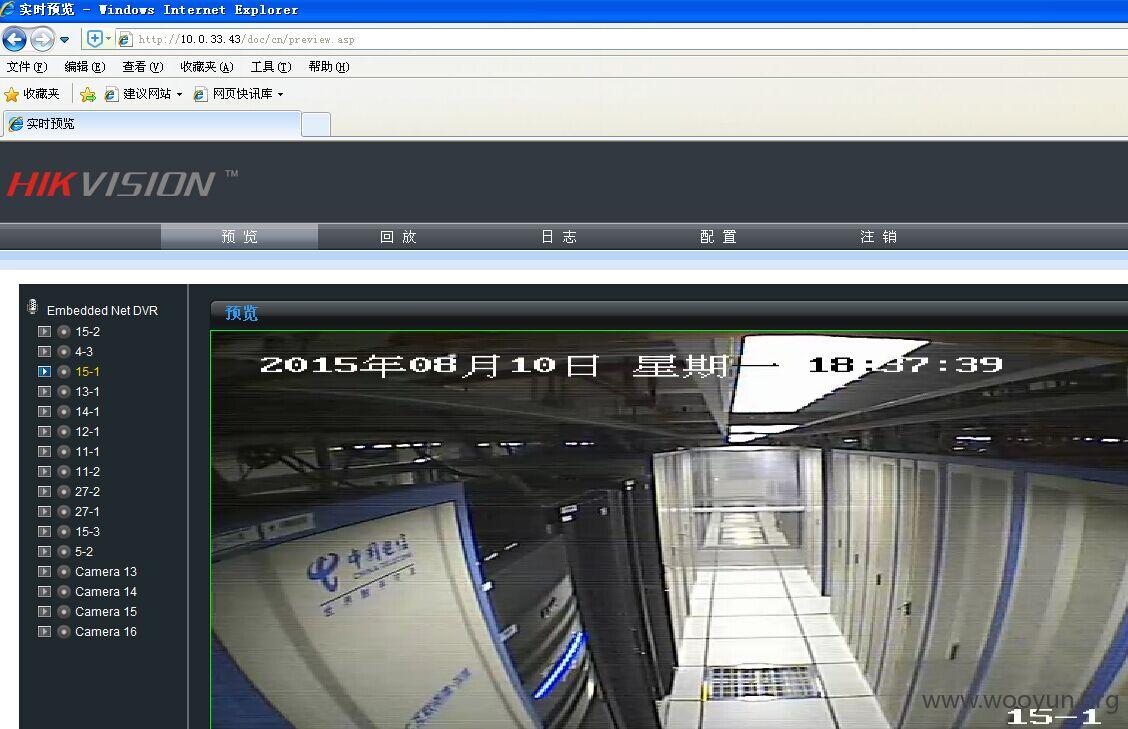 实时预览 - Windows Internet Explorer
http://10.0.33.43/doc/cn/preview.asp
文件(F) 编辑(E) 查看(V) 收藏夹(A) 工具(T) 帮助(H)
收藏夹 建议网站 网页快讯库
实时预览
HIKVISION TM
预览 回放 日志 配置 注销
Embedded Net DVR
15-2
4-3
15-1
13-1
14-1
12-1
11-1
11-2
27-2
27-1
15-3
5-2
Camera 13
Camera 14
Camera 15
Camera 16
预览
2015年08月10日 星期一 18:37:39
中国电信
CHINA TELECOM
www.wooyun.org
15-1